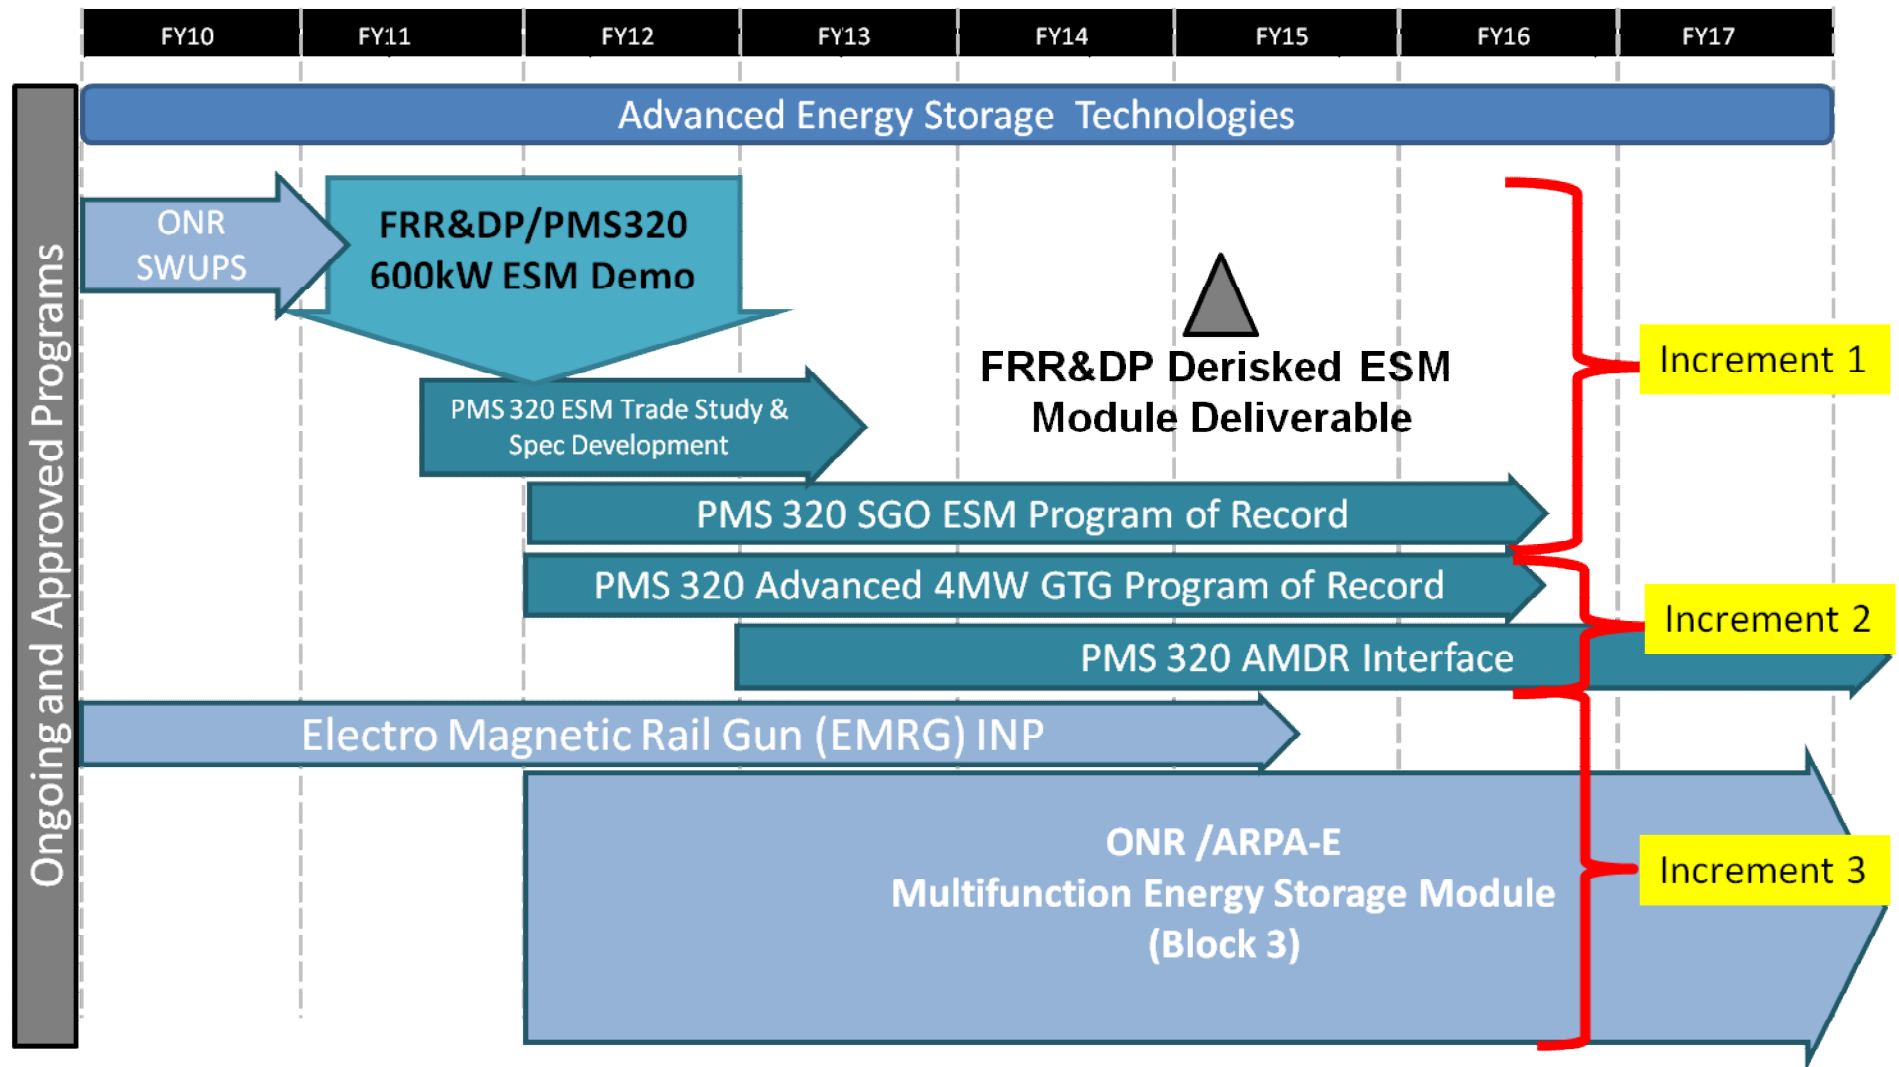 FY10 FY11 FY12 FY13 FY14 FY15 FY16 FY17
Ongoing and Approved Programs
Advanced Energy Storage Technologies
ONR
SWUPS
FRR&DP/PMS320
600kW ESM Demo
FRR&DP Derisked ESM
Module Deliverable
Increment 1
PMS 320 ESM Trade Study &
Spec Development
PMS 320 SGO ESM Program of Record
PMS 320 Advanced 4MW GTG Program of Record
Increment 2
PMS 320 AMDR Interface
Electro Magnetic Rail Gun (EMRG) INP
ONR /ARPA-E
Multifunction Energy Storage Module
(Block 3)
Increment 3